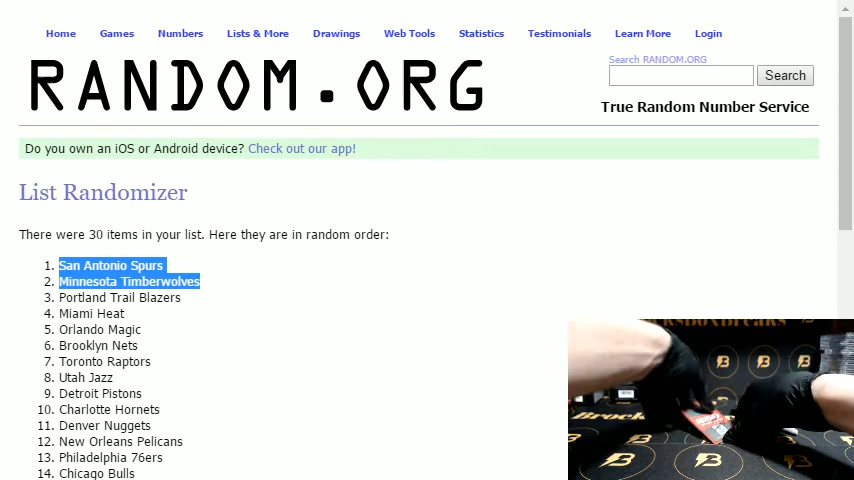 Home Games Numbers Lists & More Drawings Web Tools Statistics Testimonials Learn More Login
RANDOM.ORG
Search RANDOM.ORG
Search
True Random Number Service
Do you own an iOS or Android device? Check out our app!
List Randomizer
There were 30 items in your list. Here they are in random order:
1. San Antonio Spurs
2. Minnesota Timberwolves
3. Portland Trail Blazers
4. Miami Heat
5. Orlando Magic
6. Brooklyn Nets
7. Toronto Raptors
8. Utah Jazz
9. Detroit Pistons
10. Charlotte Hornets
11. Denver Nuggets
12. New Orleans Pelicans
13. Philadelphia 76ers
14. Chicago Bulls